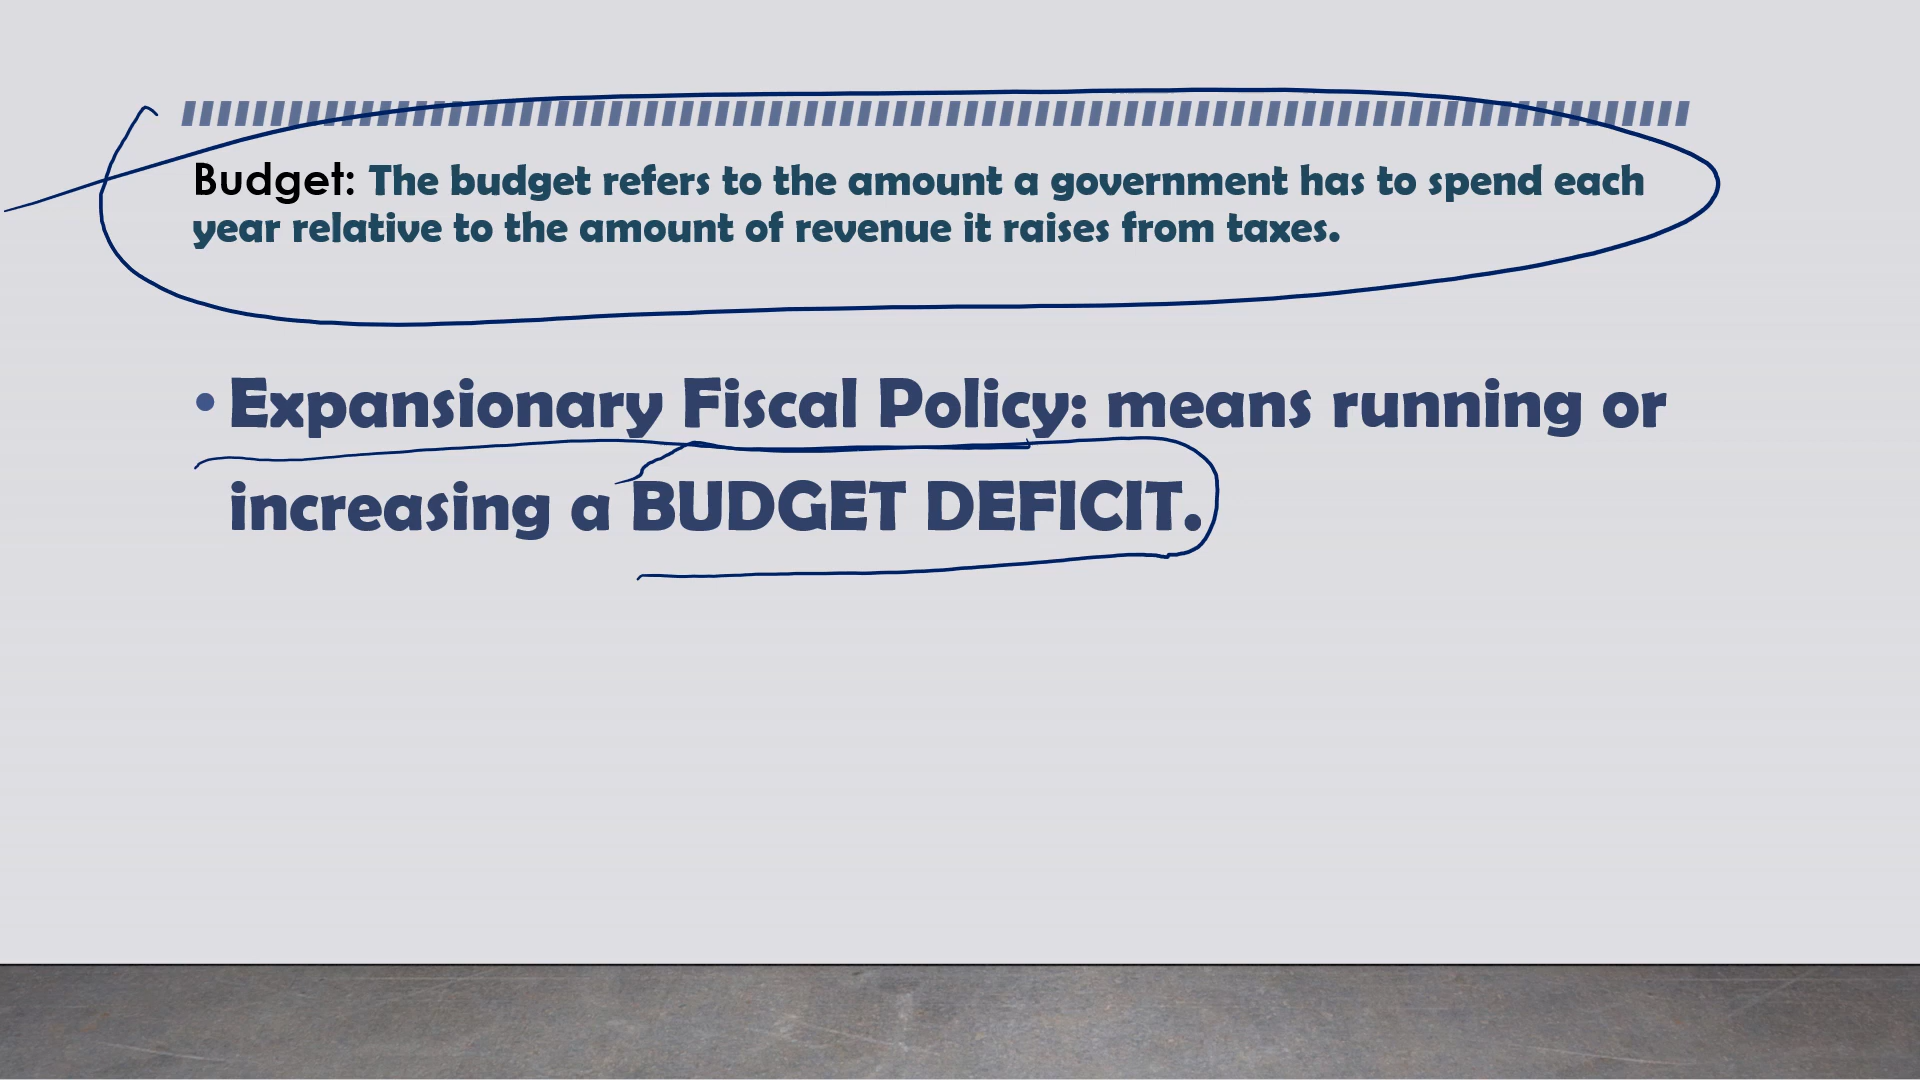 Budget: The budget refers to the amount a government has to spend each
year relative to the amount of revenue it raises from taxes.
• Expansionary Fiscal Policy: means running or
increasing a BUDGET DEFICIT.